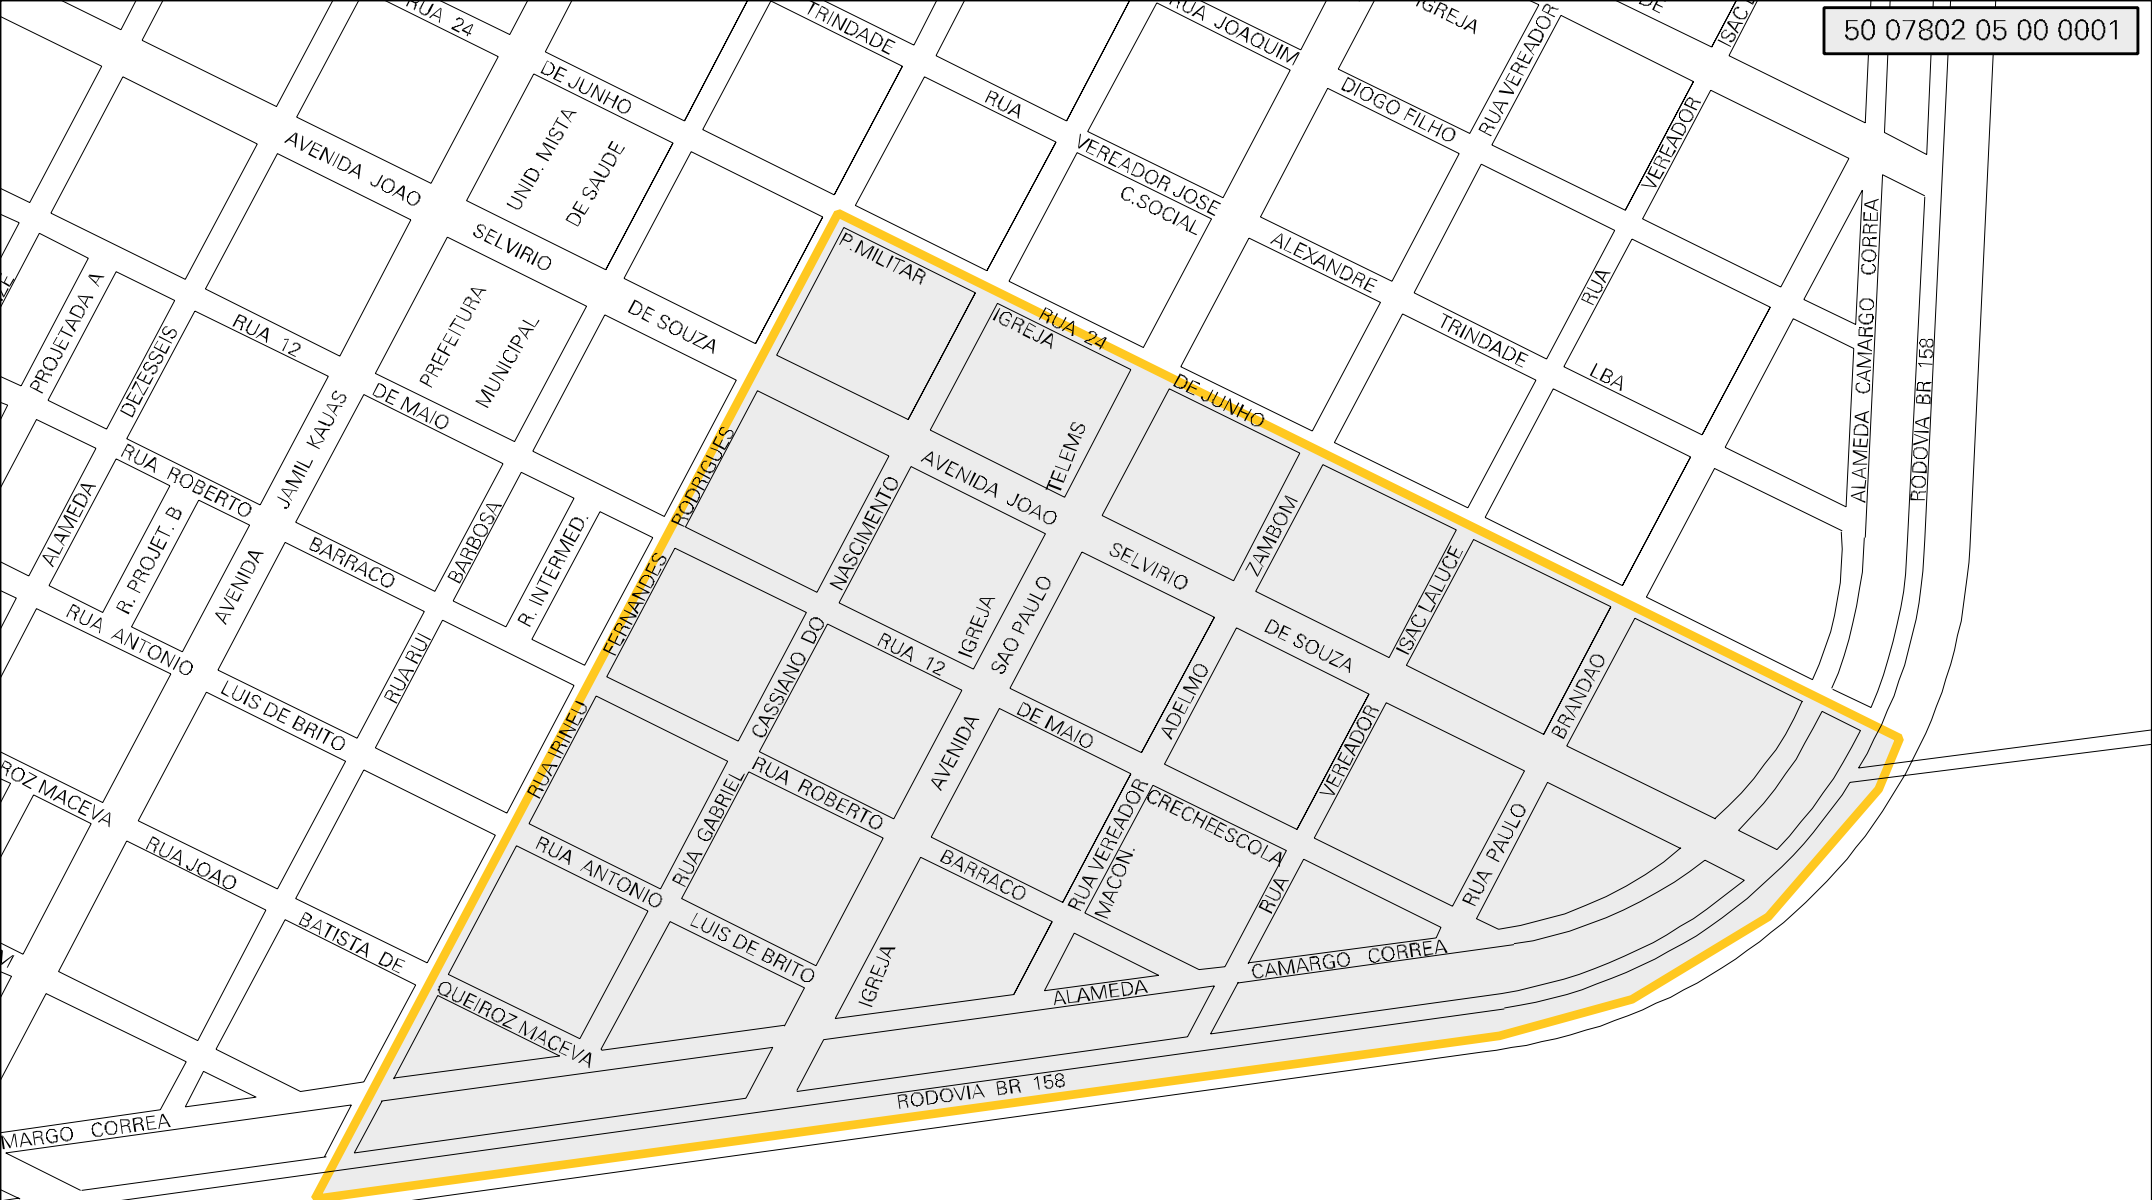 50 07802 05 00 0001
RUA 24
DE JUNHO
TRINDADE
RUA
RUA JOAQUIM
IGREJA
RUA VEREADOR
DE
ISAC
DIOGO FILHO
VEREADOR
UNID. MISTA
DE SAUDE
AVENIDA JOAO
SELVIRIO
DE SOUZA
VEREADOR JOSE
C.SOCIAL
ALEXANDRE
TRINDADE
RUA
LBA
ALAMEDA CAMARGO CORREA
RODOVIA BR 158
P.MILITAR
IGREJA
RUA 24
DE JUNHO
TELEMS
PROJETADA A
DEZESSEIS
RUA 12
DE MAIO
PREFEITURA
MUNICIPAL
JAMIL KAUAS
AVENIDA
RUA ROBERTO
BARRACO
ALAMEDA
R. PROJET. B
BARBOSA
RUA RUI
R. INTERMED.
RUA ANTONIO
LUIS DE BRITO
ROZ MACEVA
RUA JOAO
BATISTA DE
QUEIROZ MACEVA
MARGO CORREA
RODRIGUES
FERNANDES
RUA IRINEU
NASCIMENTO
CASSIANO DO
RUA GABRIEL
AVENIDA JOAO
SELVIRIO
DE SOUZA
IGREJA
SAO PAULO
AVENIDA
RUA 12
DE MAIO
CRECHE ESCOLA
ZAMBOM
ADELMO
RUA VEREADOR
MACON.
ISAC LALUCE
VEREADOR
RUA
BRANDAO
RUA PAULO
RUA ROBERTO
BARRACO
RUA ANTONIO
LUIS DE BRITO
IGREJA
ALAMEDA
CAMARGO CORREA
RODOVIA BR 158